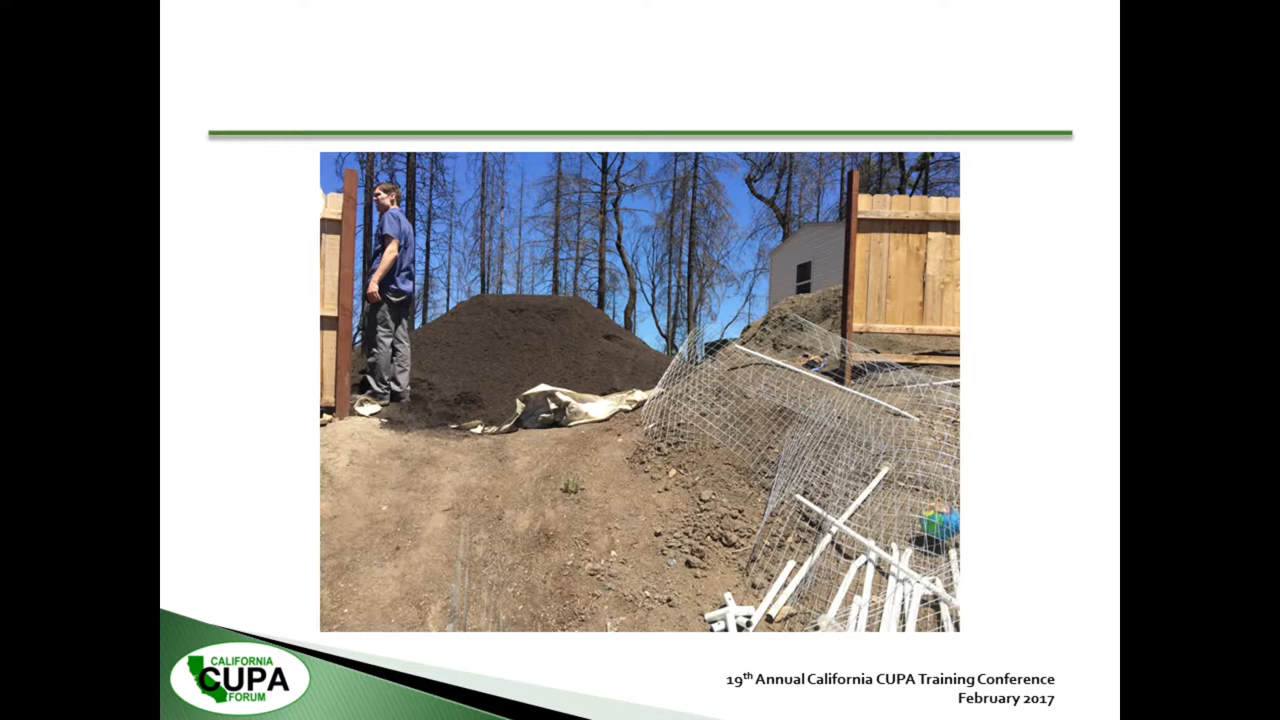 CALIFORNIA
CUPA
FORUM
19th Annual California CUPA Training Conference
February 2017